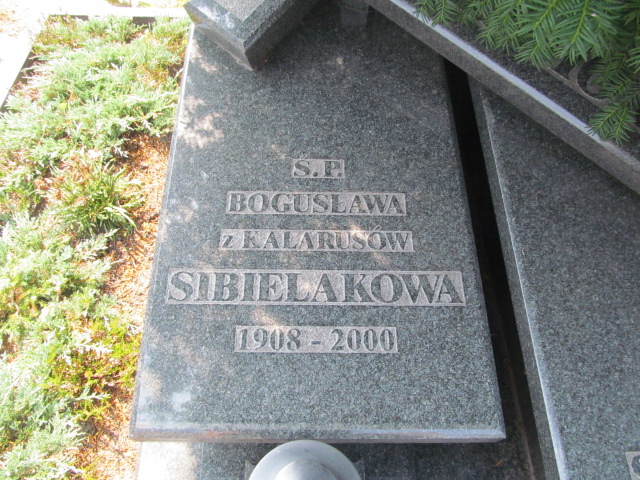 Ś.P.
BOGUSŁAWA
z KALARUSÓW
SIBIELAKOWA
1908 - 2000